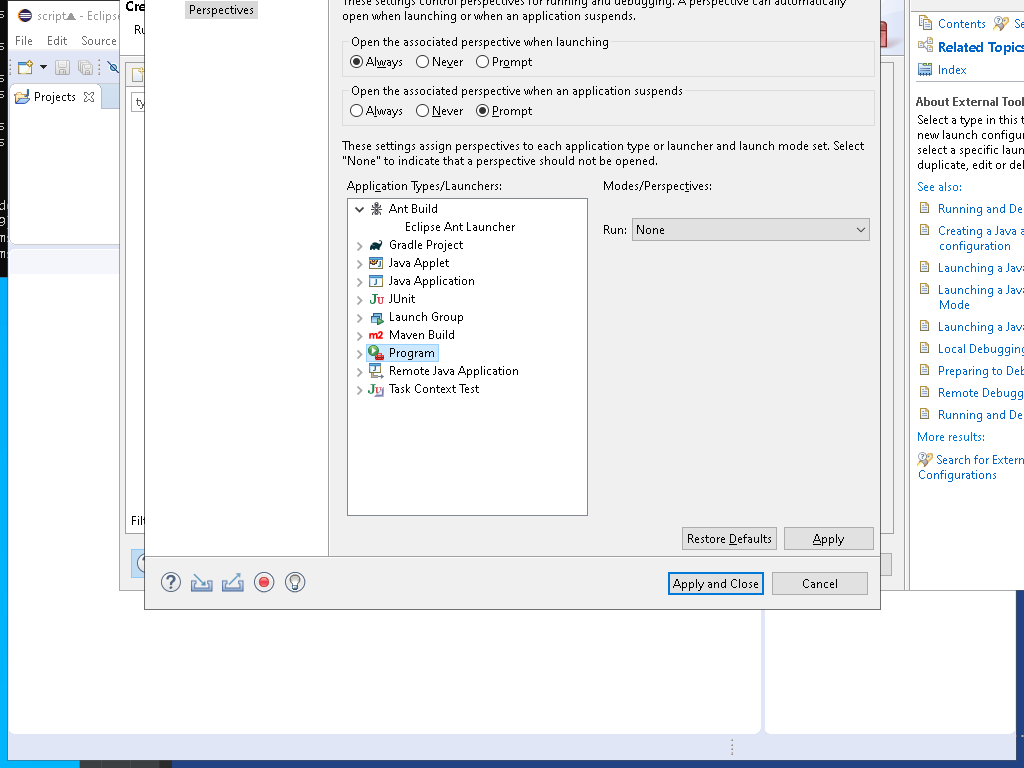 script - Eclipse
File Edit Source
Projects
Cre
Ru
ty
Filt
Perspectives
These settings control perspectives for running and debugging. A perspective can automatically
open when launching or when an application suspends.
Open the associated perspective when launching
Always Never Prompt
Open the associated perspective when an application suspends
Always Never Prompt
These settings assign perspectives to each application type or launcher and launch mode set. Select
"None" to indicate that a perspective should not be opened.
Application Types/Launchers:
Modes/Perspectives:
Ant Build
Eclipse Ant Launcher
Gradle Project
Java Applet
Java Application
Ju JUnit
Launch Group
m2 Maven Build
Program
Remote Java Application
Task Context Test
Run: None
Restore Defaults
Apply
Apply and Close
Cancel
Contents Se
Related Topics
Index
About External Tool
Select a type in this t
new launch configur
select a specific laun
duplicate, edit or del
See also:
Running and De
Creating a Java a
configuration
Launching a Java
Launching a Java
Mode
Launching a Java
Local Debugging
Preparing to Deb
Remote Debugg
Running and De
More results:
Search for Extern
Configurations